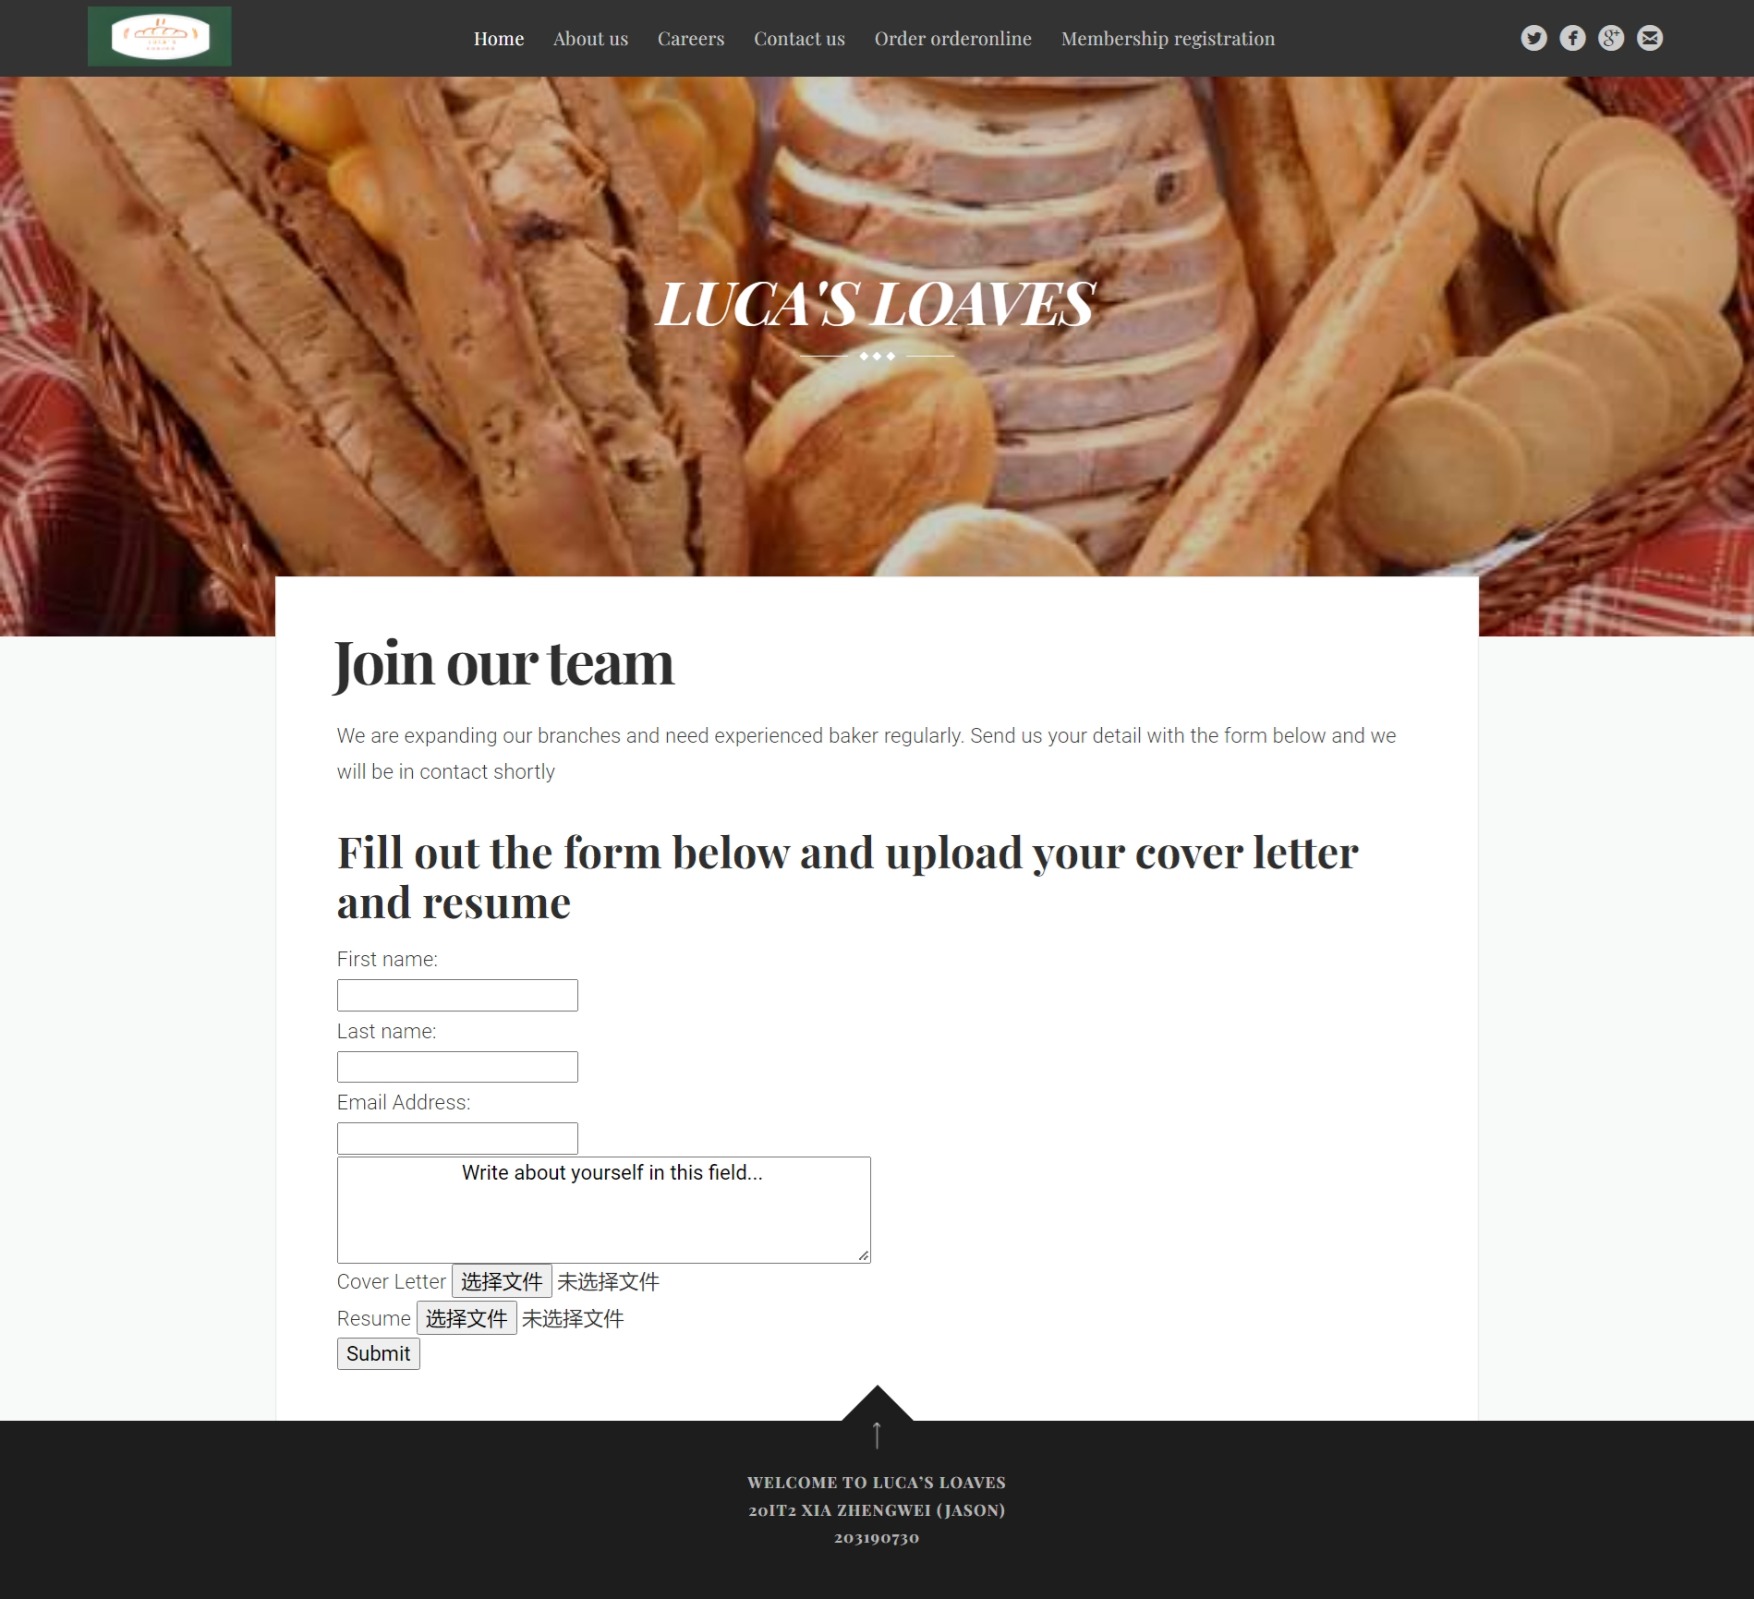 Home About us Careers Contact us Order orderonline Membership registration
LUCA'S LOAVES
Join our team
We are expanding our branches and need experienced baker regularly. Send us your detail with the form below and we
will be in contact shortly
Fill out the form below and upload your cover letter
and resume
First name:
Last name:
Email Address:
Write about yourself in this field...
Cover Letter 选择文件 未选择文件
Resume 选择文件 未选择文件
Submit
WELCOME TO LUCA’S LOAVES
20IT2 XIA ZHENGWEI (JASON)
203190730